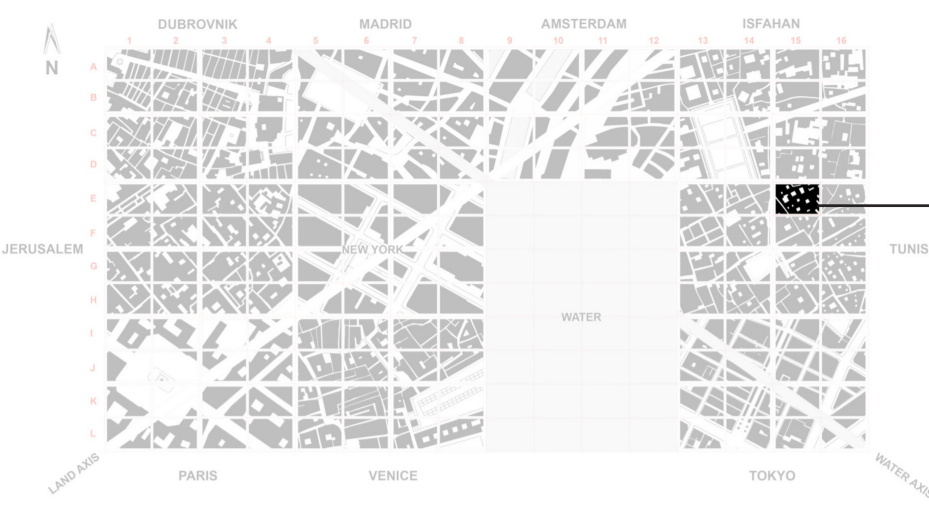 DUBROVNIK MADRID AMSTERDAM ISFAHAN
1 2 3 4 5 6 7 8 9 10 11 12 13 14 15 16
N
A
B
C
D
E
F
JERUSALEM NEW YORK TUNIS
G
H
WATER
I
J
K
L
LAND AXIS
WATER AXIS
PARIS VENICE TOKYO